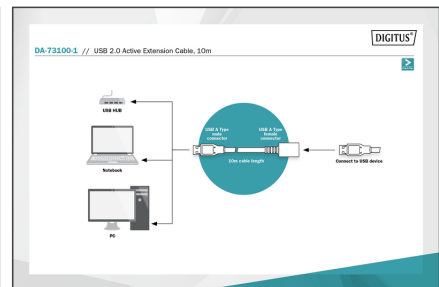 DIGITUS®
DA-73100-1 // USB 2.0 Active Extension Cable, 10m
USB HUB
USB A Type
male
connector
USB A Type
female
connector
10m cable length
Connect to USB device
Notebook
PC